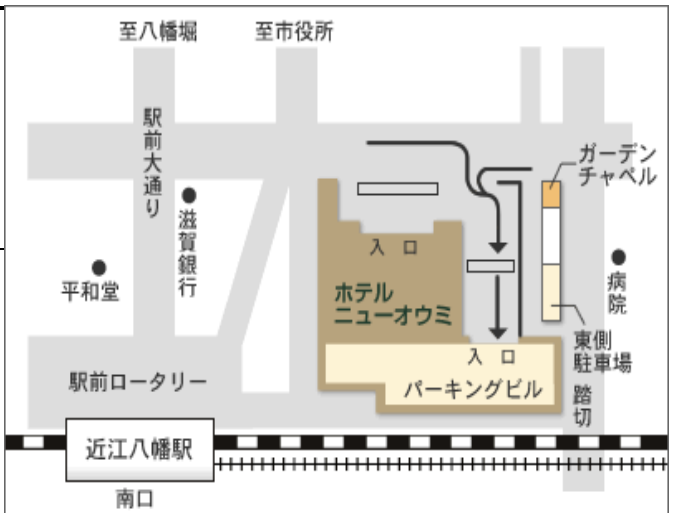 至八幡堀
至市役所
駅前大通り
滋賀銀行
平和堂
ガーデン
チャペル
入口
ホテル
ニューオウミ
病院
東側
駐車場
入口
パーキングビル
駅前ロータリー
踏切
近江八幡駅
南口